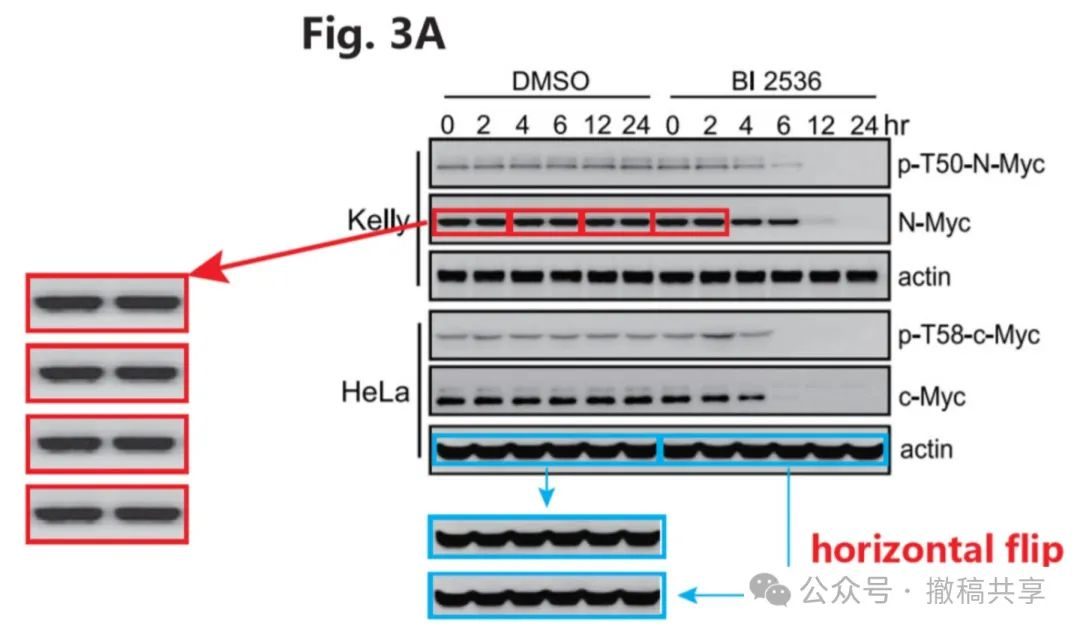 Fig. 3A
DMSO BI 2536
0 2 4 6 12 24 0 2 4 6 12 24 hr
p-T50-N-Myc
Kelly N-Myc
actin
p-T58-c-Myc
HeLa c-Myc
actin
horizontal flip
公众号 · 撤稿共享